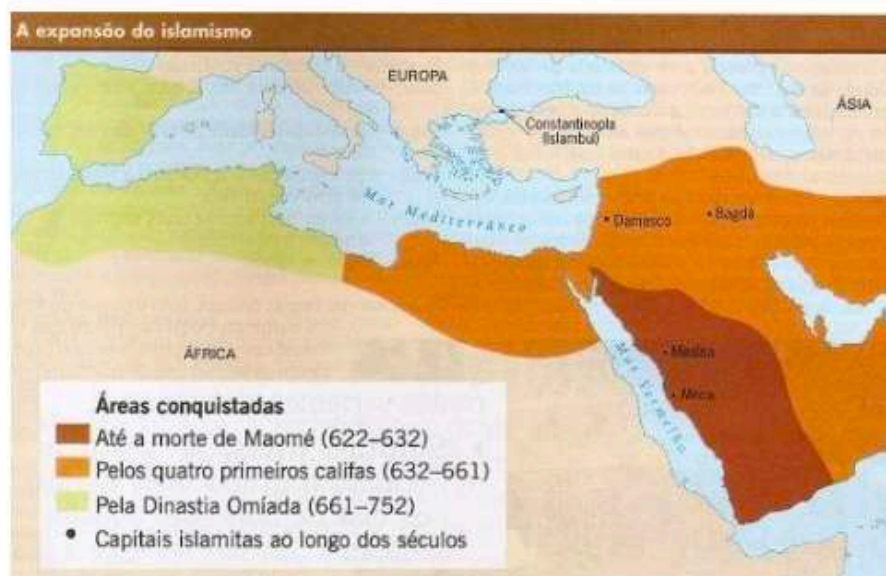 A expansão do islamismo
EUROPA
ÁSIA
Constantinopla
(Islambul)
Mar Mediterrâneo
Damasco
Bagdá
ÁFRICA
Medina
Meca
Mar Vermelho
Áreas conquistadas
Até a morte de Maomé (622–632)
Pelos quatro primeiros califas (632–661)
Pela Dinastia Omíada (661–752)
Capitais islamitas ao longo dos séculos